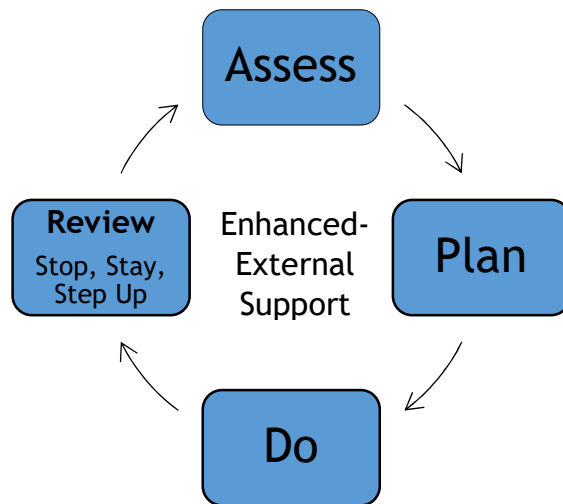 Assess
Review
Stop, Stay,
Step Up
Enhanced-
External
Support
Plan
Do